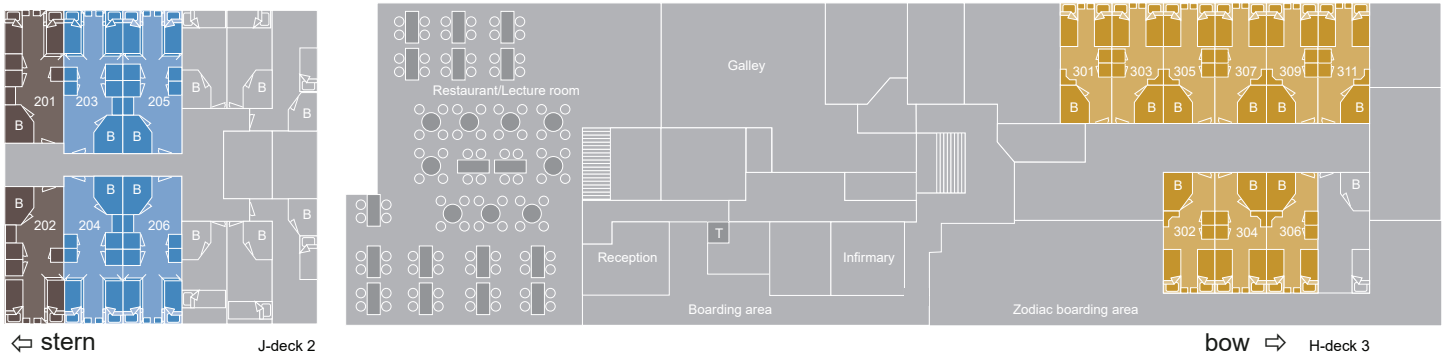 201
203
205
B
B
B
B
B
B
B
B
B
B
202
204
206
B
B
stern
J-deck 2
Galley
Restaurant/Lecture room
T
Reception
Infirmary
Boarding area
Zodiac boarding area
301
303
305
307
309
311
B
B
B
B
B
B
B
B
B
B
302
304
306
bow
H-deck 3